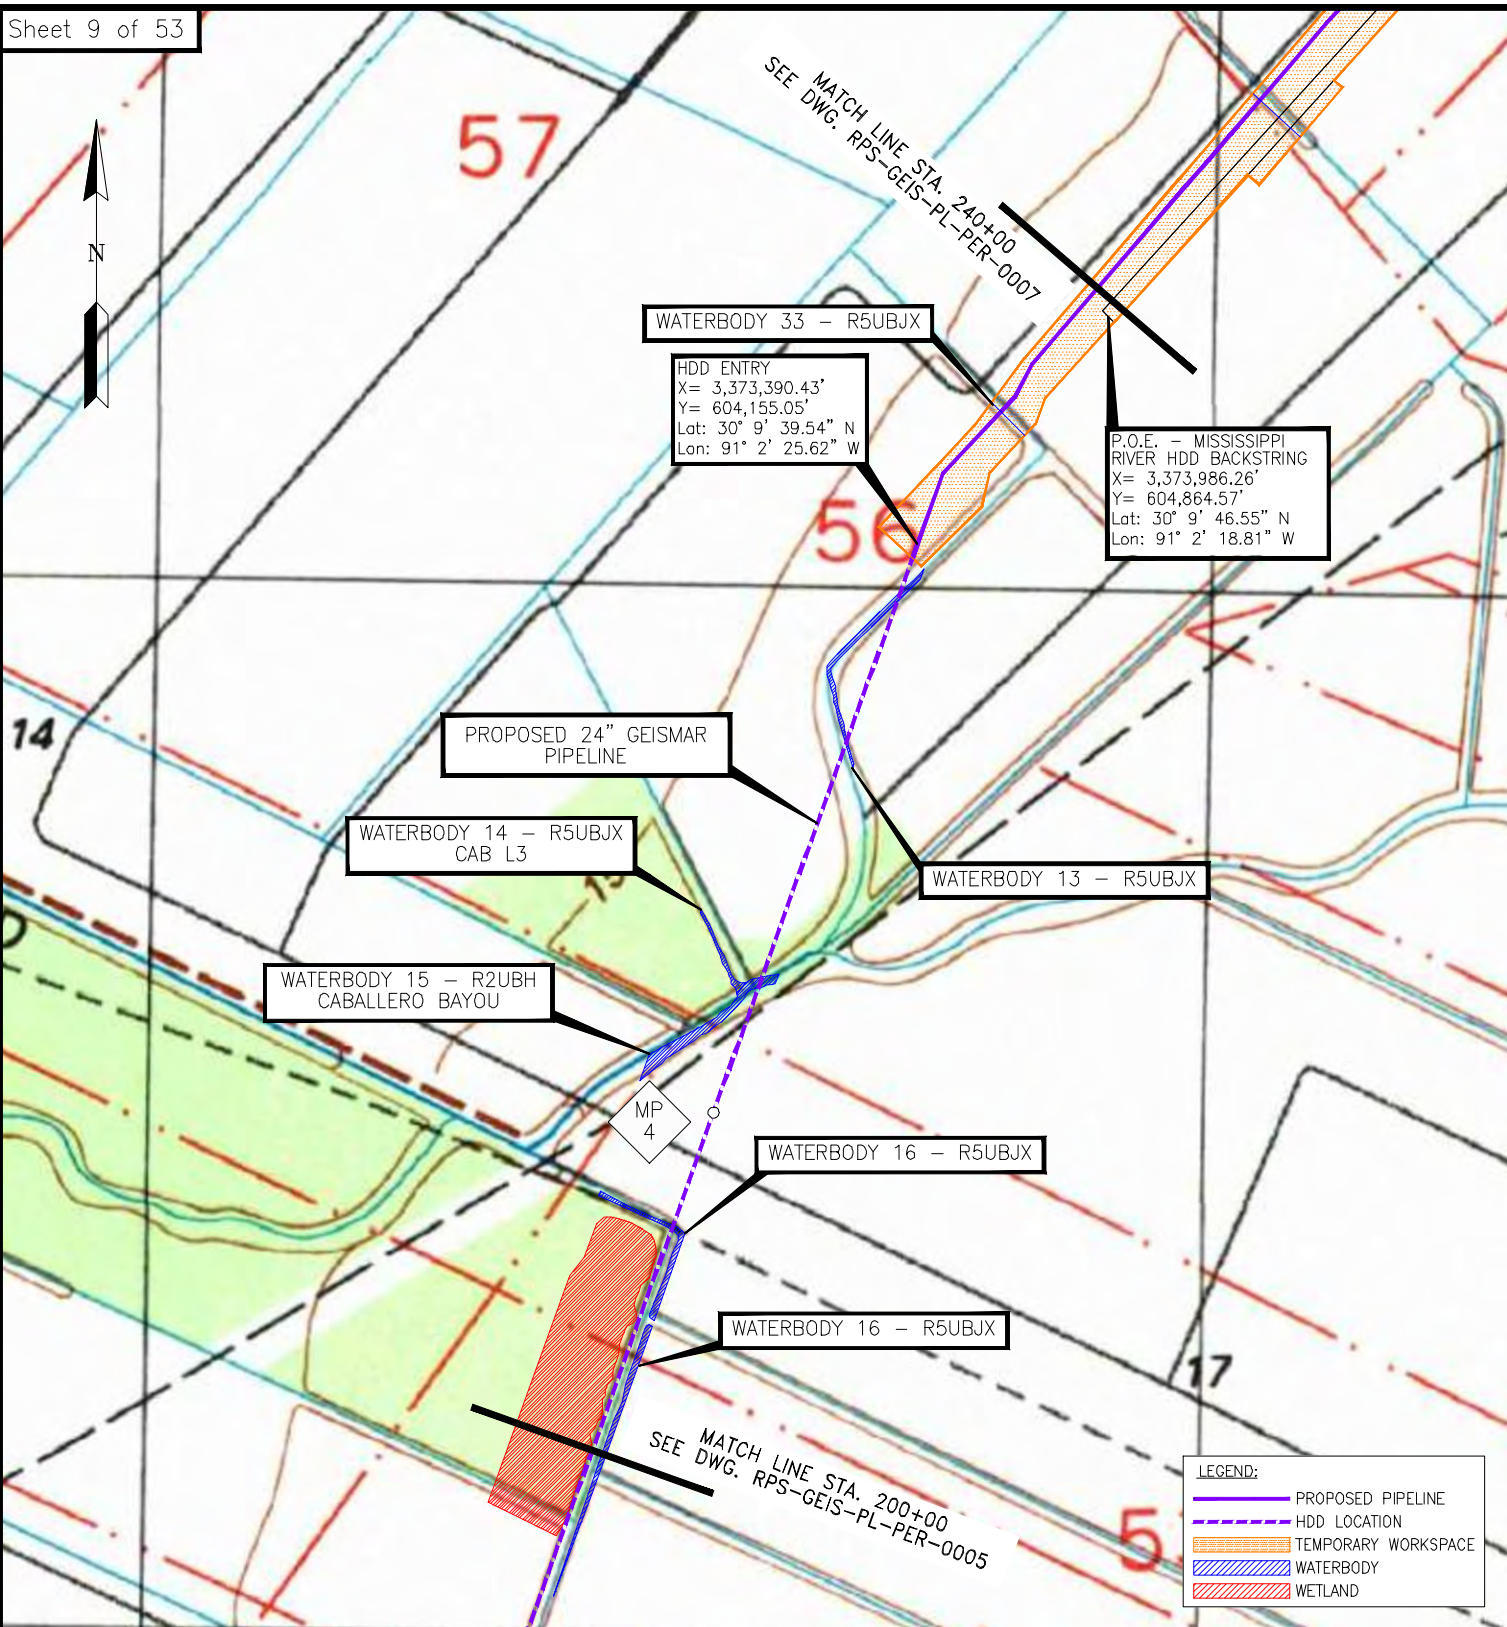 Sheet 9 of 53
57
MATCH LINE STA. 240+00
SEE DWG. RPS-GEIS-PL-PER-0007
N
WATERBODY 33 - R5UBJX
HDD ENTRY
X= 3,373,390.43'
Y= 604,155.05'
Lat: 30° 9' 39.54" N
Lon: 91° 2' 25.62" W
P.O.E. - MISSISSIPPI
RIVER HDD BACKSTRING
X= 3,373,986.26'
Y= 604,864.57'
Lat: 30° 9' 46.55" N
Lon: 91° 2' 18.81" W
56
14
PROPOSED 24" GEISMAR
PIPELINE
WATERBODY 14 - R5UBJX
CAB L3
WATERBODY 13 - R5UBJX
WATERBODY 15 - R2UBH
CABALLERO BAYOU
MP
4
WATERBODY 16 - R5UBJX
WATERBODY 16 - R5UBJX
17
MATCH LINE STA. 200+00
SEE DWG. RPS-GEIS-PL-PER-0005
LEGEND:
PROPOSED PIPELINE
HDD LOCATION
TEMPORARY WORKSPACE
WATERBODY
WETLAND